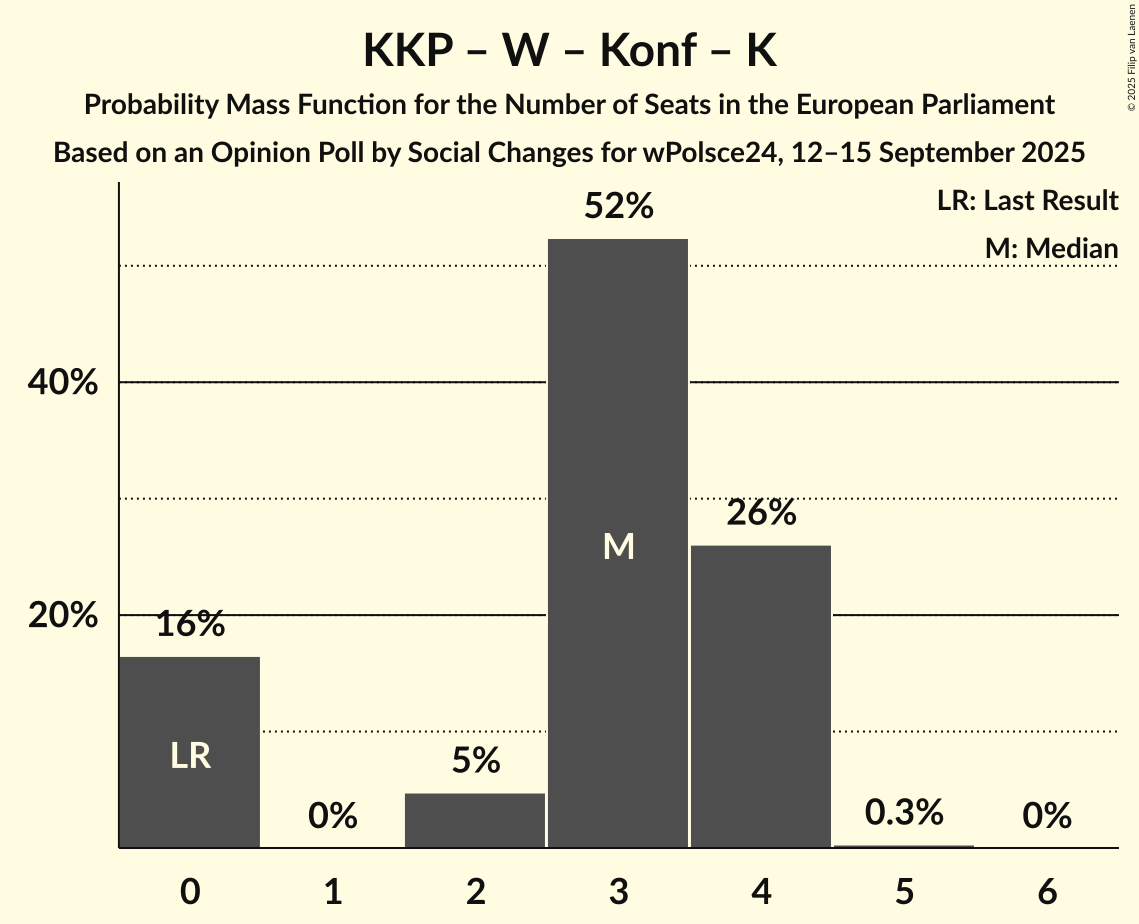 KKP – W – Konf – K
Probability Mass Function for the Number of Seats in the European Parliament
Based on an Opinion Poll by Social Changes for wPolsce24, 12–15 September 2025
© 2025 Filip van Laenen
LR: Last Result
M: Median
52%
40%
26%
M
20%
16%
LR
5%
0%
0.3%
0%
0 1 2 3 4 5 6